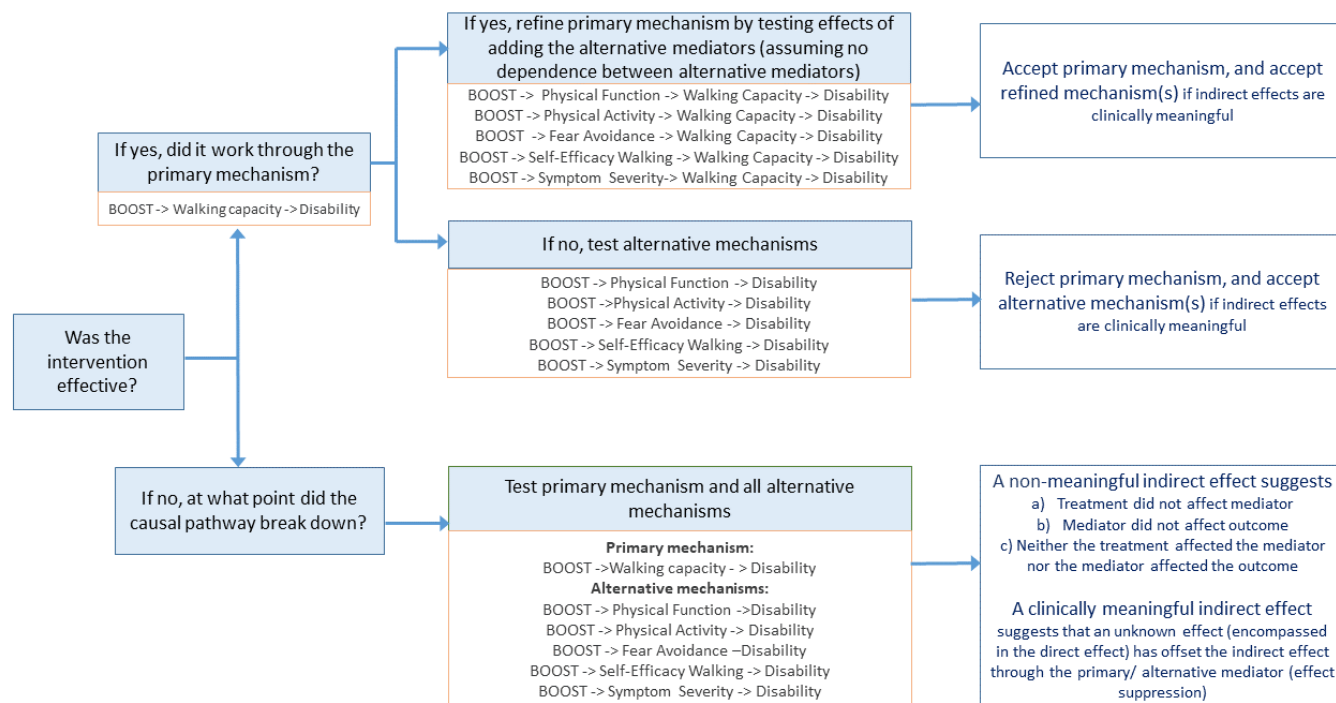 Was the
intervention
effective?
If yes, did it work through the
primary mechanism?
BOOST -> Walking capacity -> Disability
If yes, refine primary mechanism by testing effects of
adding the alternative mediators (assuming no
dependence between alternative mediators)
BOOST -> Physical Function -> Walking Capacity -> Disability
BOOST -> Physical Activity -> Walking Capacity -> Disability
BOOST -> Fear Avoidance -> Walking Capacity -> Disability
BOOST -> Self-Efficacy Walking -> Walking Capacity -> Disability
BOOST -> Symptom Severity-> Walking Capacity -> Disability
Accept primary mechanism, and accept
refined mechanism(s) if indirect effects are
clinically meaningful
If no, test alternative mechanisms
BOOST -> Physical Function -> Disability
BOOST ->Physical Activity -> Disability
BOOST -> Fear Avoidance -> Disability
BOOST -> Self-Efficacy Walking -> Disability
BOOST -> Symptom Severity -> Disability
Reject primary mechanism, and accept
alternative mechanism(s) if indirect effects
are clinically meaningful
If no, at what point did the
causal pathway break down?
Test primary mechanism and all alternative
mechanisms
Primary mechanism:
BOOST ->Walking capacity - > Disability
Alternative mechanisms:
BOOST -> Physical Function ->Disability
BOOST -> Physical Activity -> Disability
BOOST -> Fear Avoidance –Disability
BOOST -> Self-Efficacy Walking -> Disability
BOOST -> Symptom Severity -> Disability
A non-meaningful indirect effect suggests
a) Treatment did not affect mediator
b) Mediator did not affect outcome
c) Neither the treatment affected the mediator
nor the mediator affected the outcome
A clinically meaningful indirect effect
suggests that an unknown effect (encompassed
in the direct effect) has offset the indirect effect
through the primary/ alternative mediator (effect
suppression)